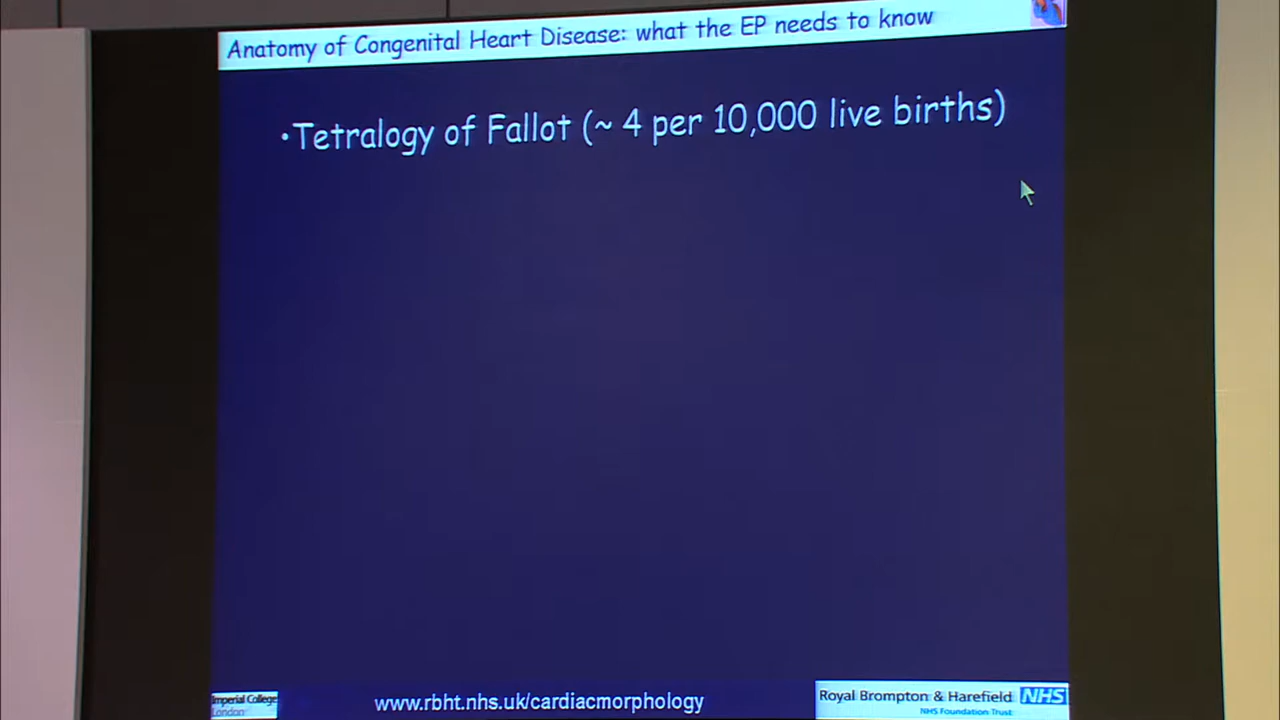 Anatomy of Congenital Heart Disease: what the EP needs to know
•Tetralogy of Fallot (~ 4 per 10,000 live births)
Imperial College
London
www.rbht.nhs.uk/cardiacmorphology
Royal Brompton & Harefield NHS
NHS Foundation Trust